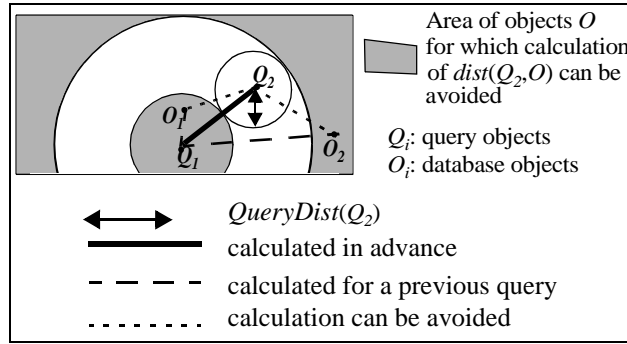 Area of objects O
for which calculation
of dist(Q2,O) can be
avoided
Q2
O1
Q1
O2
Qi: query objects
Oi: database objects
QueryDist(Q2)
calculated in advance
calculated for a previous query
calculation can be avoided